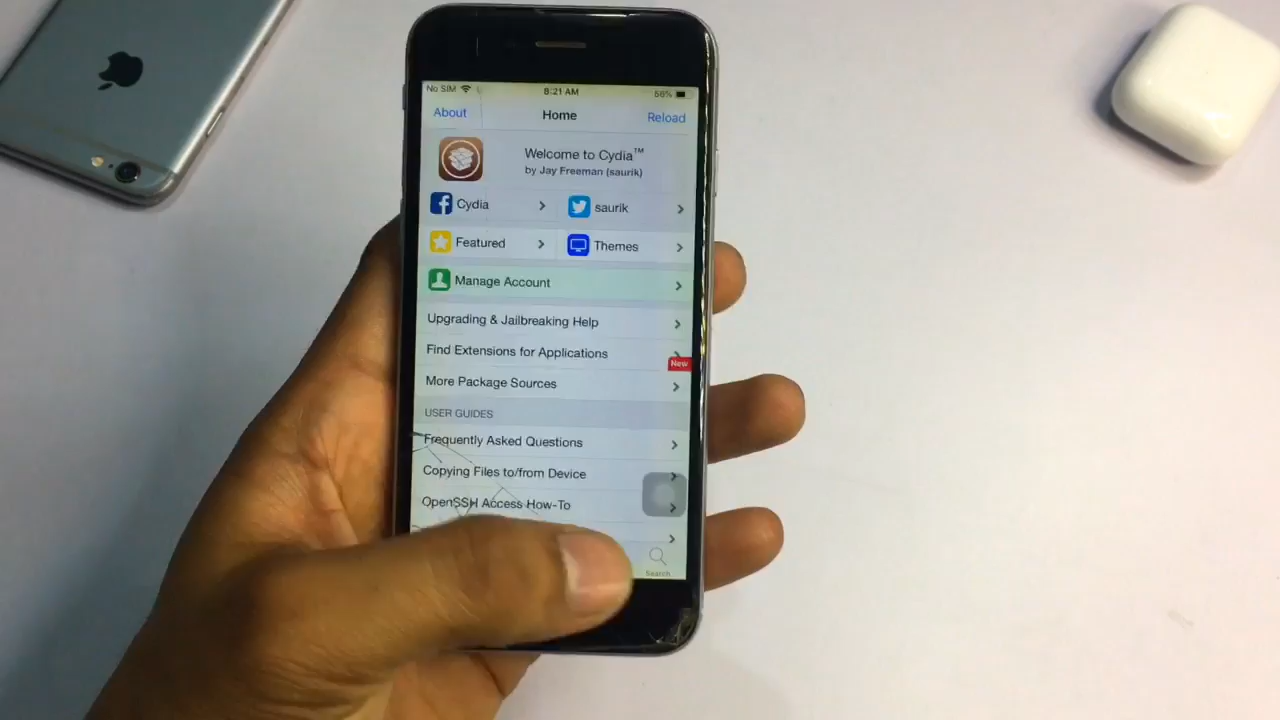 No SIM 8:21 AM 56%
About Home Reload
Welcome to Cydia™
by Jay Freeman (saurik)
Cydia saurik
Featured Themes
Manage Account
Upgrading & Jailbreaking Help
Find Extensions for Applications
New
More Package Sources
USER GUIDES
Frequently Asked Questions
Copying Files to/from Device
OpenSSH Access How-To
Search